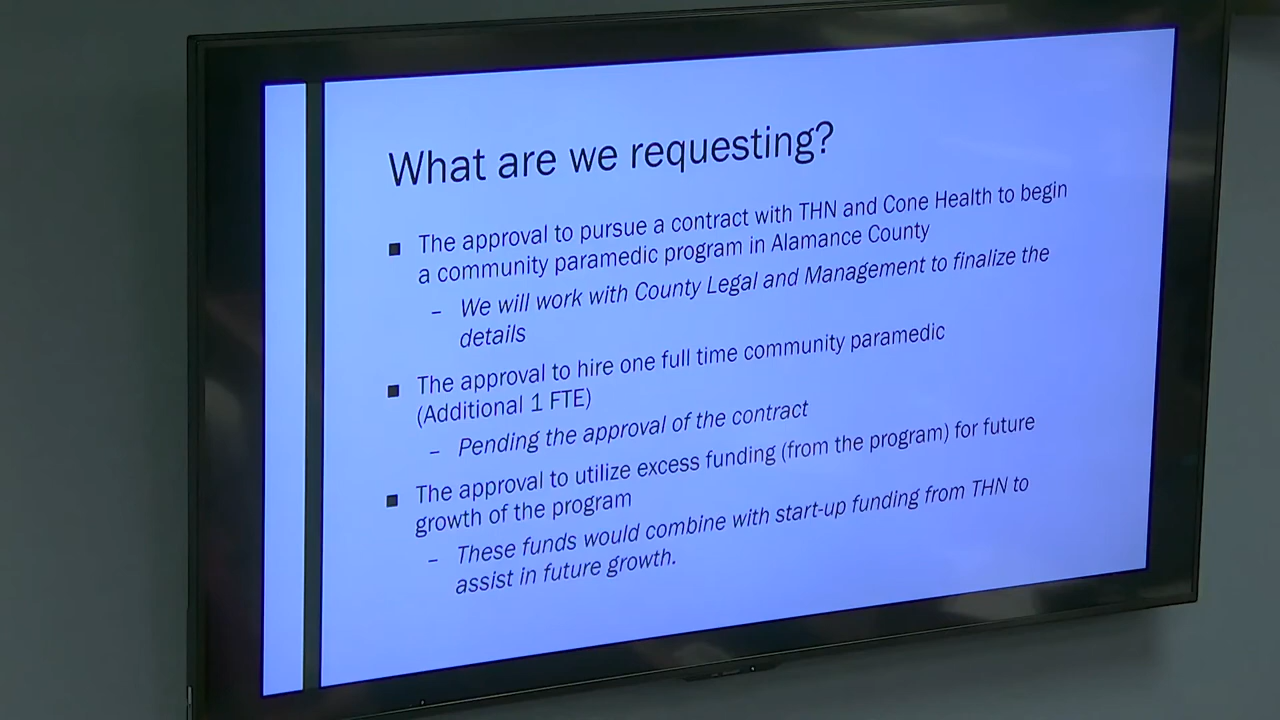 What are we requesting?
■ The approval to pursue a contract with THN and Cone Health to begin
a community paramedic program in Alamance County
– We will work with County Legal and Management to finalize the
details
■ The approval to hire one full time community paramedic
(Additional 1 FTE)
– Pending the approval of the contract
■ The approval to utilize excess funding (from the program) for future
growth of the program
– These funds would combine with start-up funding from THN to
assist in future growth.